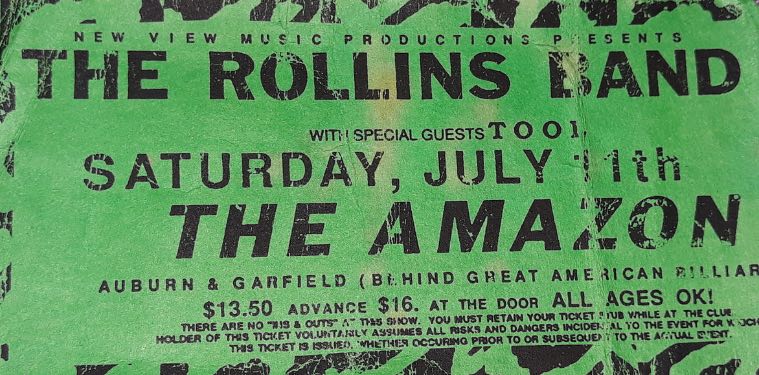 NEW VIEW MUSIC PRODUCTIONS P ESENTS
THE ROLLINS BAND
WITH SPECIAL GUESTS TOOL
SATURDAY, JULY 11th
THE AMAZON
AUBURN & GARFIELD (BEHIND GREAT AMERICAN BILLIAR
$13.50 ADVANCE $16. AT THE DOOR ALL AGES OK!
THERE ARE NO "INS & OUTS" AT THIS SHOW. YOU MUST RETAIN YOUR TICKET STUB WHILE AT THE CLUB.
HOLDER OF THIS TICKET VOLUNTARILY ASSUMES ALL RISKS AND DANGERS INCIDENTAL TO THE EVENT FOR WHICH
THIS TICKET IS ISSUED, WHETHER OCCURING PRIOR TO OR SUBSEQUENT TO THE ACTUAL EVENT.